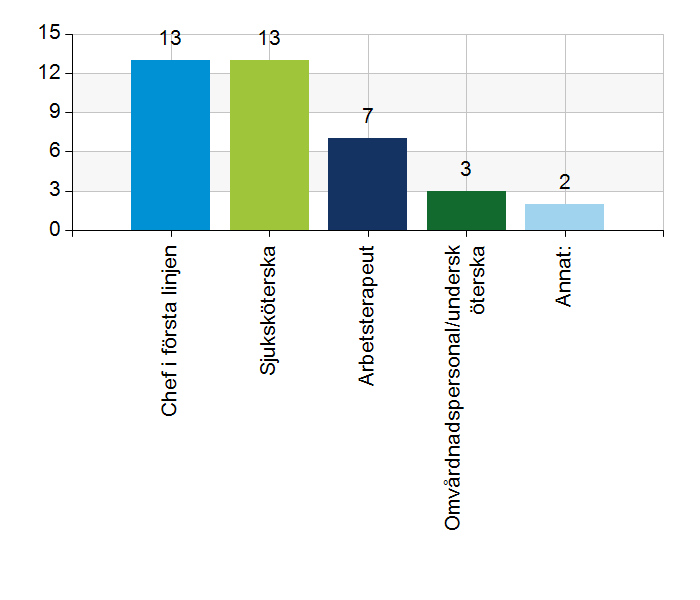 15
12
9
6
3
0
13
13
7
3
2
Chef i första linjen
Sjuksköterska
Arbetsterapeut
Omvårdnadspersonal/undersk
öterska
Annat: